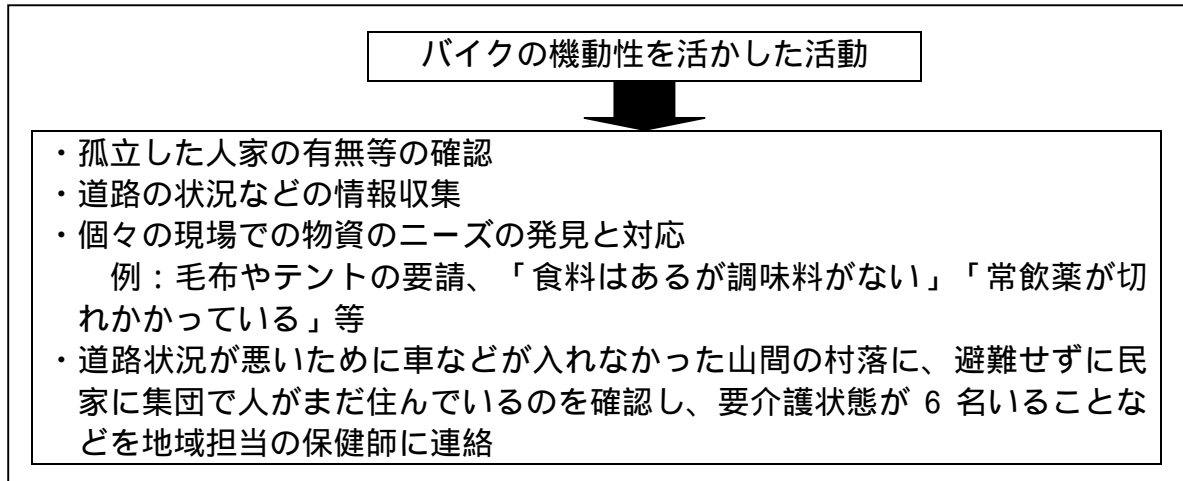 バイクの機動性を活かした活動
・孤立した人家の有無等の確認
・道路の状況などの情報収集
・個々の現場での物資のニーズの発見と対応
例：毛布やテントの要請、「食料はあるが調味料がない」「常飲薬が切
れかかっている」等
・道路状況が悪いために車などが入れなかった山間の村落に、避難せずに民
家に集団で人がまだ住んでいるのを確認し、要介護状態が 6 名いることな
どを地域担当の保健師に連絡